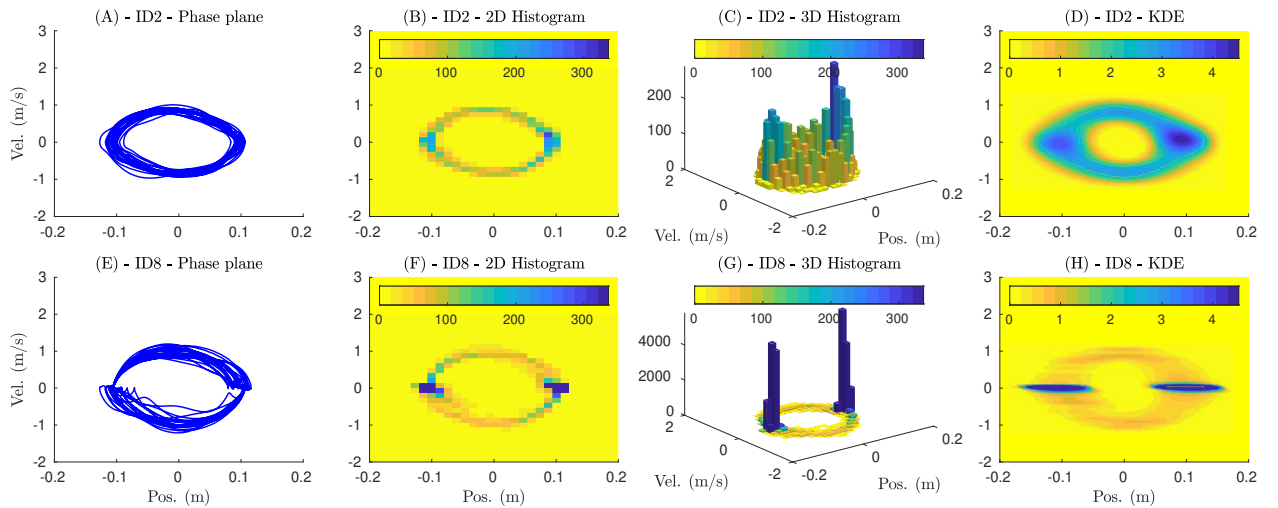 (A) - ID2 - Phase plane
(B) - ID2 - 2D Histogram
(C) - ID2 - 3D Histogram
(D) - ID2 - KDE
3
2
1
0
-1
-2
Vel. (m/s)
-0.2 -0.1 0 0.1 0.2
0 100 200 300
3
2
1
0
-1
-2
-0.2 -0.1 0 0.1 0.2
0 100 200 300
200
100
0
2
0
-2
Vel. (m/s)
-0.2
0
0.2
Pos. (m)
0 1 2 3 4
3
2
1
0
-1
-2
-0.2 -0.1 0 0.1 0.2
(E) - ID8 - Phase plane
(F) - ID8 - 2D Histogram
(G) - ID8 - 3D Histogram
(H) - ID8 - KDE
3
2
1
0
-1
-2
Vel. (m/s)
-0.2 -0.1 0 0.1 0.2
Pos. (m)
0 100 200 300
3
2
1
0
-1
-2
-0.2 -0.1 0 0.1 0.2
Pos. (m)
0 100 200 300
4000
2000
0
2
0
-2
Vel. (m/s)
-0.2
0
0.2
Pos. (m)
0 1 2 3 4
3
2
1
0
-1
-2
-0.2 -0.1 0 0.1 0.2
Pos. (m)